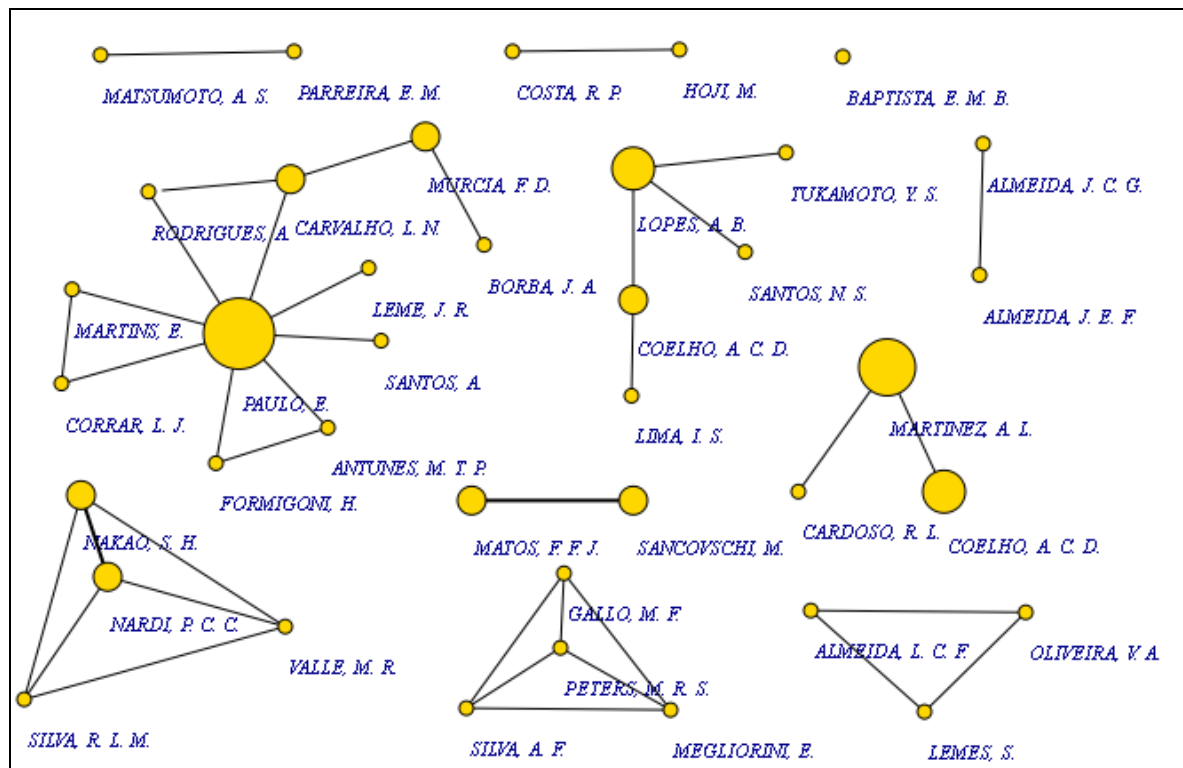 MATSUMOTO, A. S.
PARREIRA, E. M.
COSTA, R. P.
HOJI, M.
BAPTISTA, E. M. B.
MURCIA, F. D.
TUKAMOTO, Y. S.
ALMEIDA, J. C. G.
RODRIGUES, A.
CARVALHO, L. N.
LOPES, A. B.
BORBA, J. A.
SANTOS, N. S.
LEME, J. R.
ALMEIDA, J. E. F.
MARTINS, E.
COELHO, A. C. D.
SANTOS, A.
PAULO, E.
CORRAR, L. J.
LIMA, I. S.
MARTINEZ, A. L.
ANTUNES, M. T. P.
FORMIGONI, H.
CARDOSO, R. L.
NAKAO, S. H.
MATOS, F. F. J.
SANCOVSCHI, M.
COELHO, A. C. D.
GALLO, M. F.
NARDI, P. C. C.
ALMEIDA, L. C. F.
OLIVEIRA, V. A.
VALLE, M. R.
PETERS, M. R. S.
SILVA, R. L. M.
SILVA, A. F.
MEGLIORINI, E.
LEMES, S.